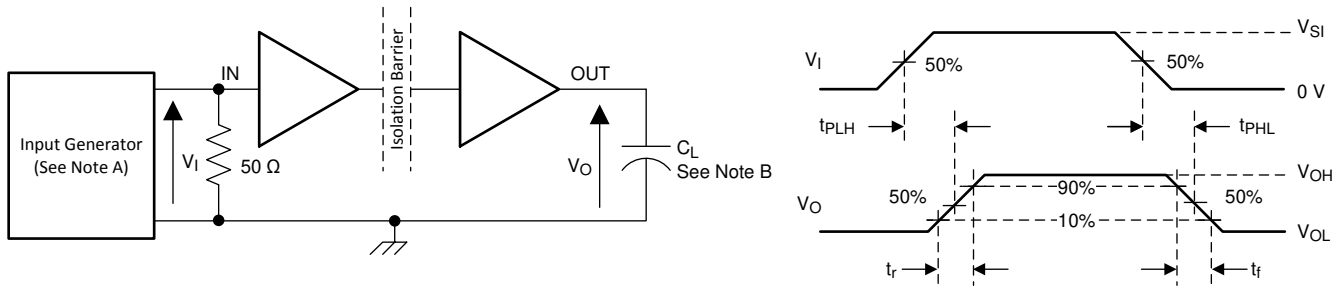 Input Generator
(See Note A)
V_I
50 Ω
IN
Isolation Barrier
OUT
V_O
C_L
See Note B
V_I
50%
50%
V_SI
0 V
t_PLH
t_PHL
V_O
50%
90%
10%
50%
V_OH
V_OL
t_r
t_f